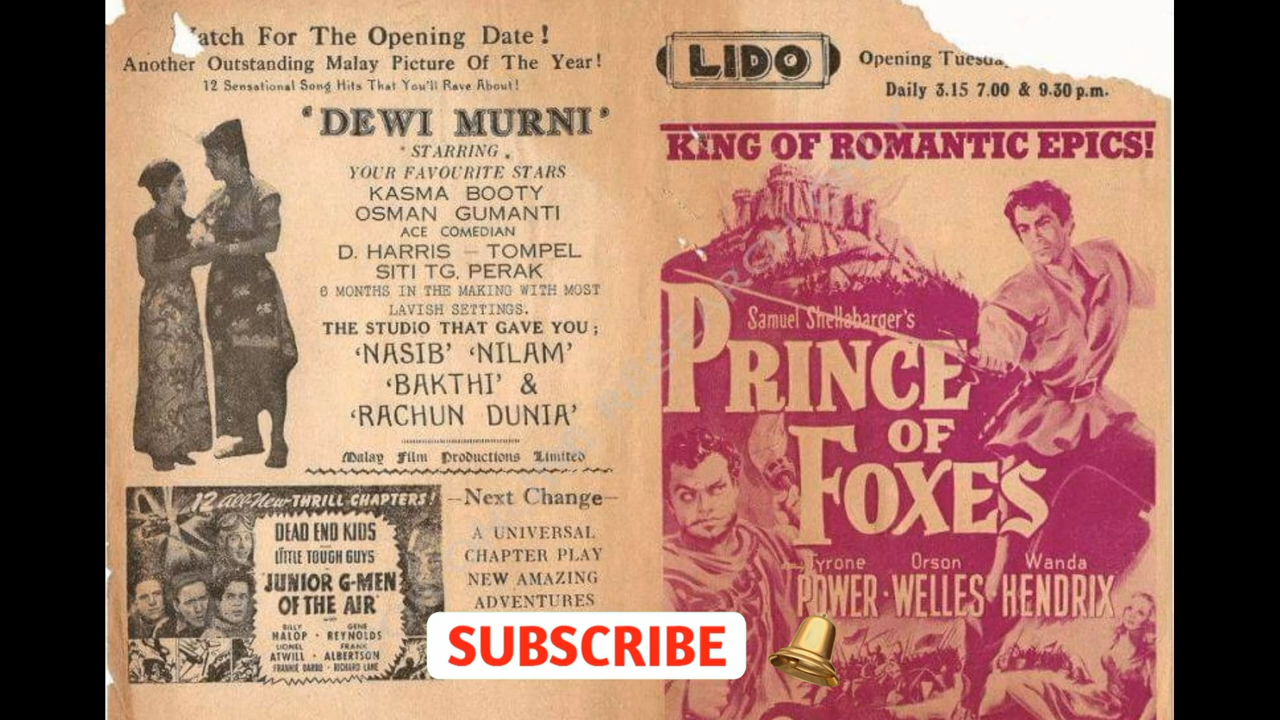 atch For The Opening Date!
Another Outstanding Malay Picture Of The Year!
12 Sensational Song Hits That You'll Rave About!
'DEWI MURNI'
STARRING
YOUR FAVOURITE STARS
KASMA BOOTY
OSMAN GUMANTI
ACE COMEDIAN
D. HARRIS — TOMPEL
SITI TG. PERAK
6 MONTHS IN THE MAKING WITH MOST
LAVISH SETTINGS.
THE STUDIO THAT GAVE YOU;
'NASIB' 'NILAM'
'BAKTHI' &
'RACHUN DUNIA'
Malay Film Productions Limited
12 All-New THRILL CHAPTERS!
DEAD END KIDS
LITTLE TOUGH GUYS
JUNIOR G-MEN
OF THE AIR
WITH
BILLY HALOP · GENE REYNOLDS
LIONEL ATWILL · FRANK ALBERTSON
FRANKIE DARRO · RICHARD LANE
—Next Change—
A UNIVERSAL
CHAPTER PLAY
NEW AMAZING
ADVENTURES
LIDO
Opening Tuesda
Daily 3.15 7.00 & 9.30 p.m.
KING OF ROMANTIC EPICS!
Samuel Shellabarger's
PRINCE
OF
FOXES
Tyrone POWER · Orson WELLES · Wanda HENDRIX
SUBSCRIBE